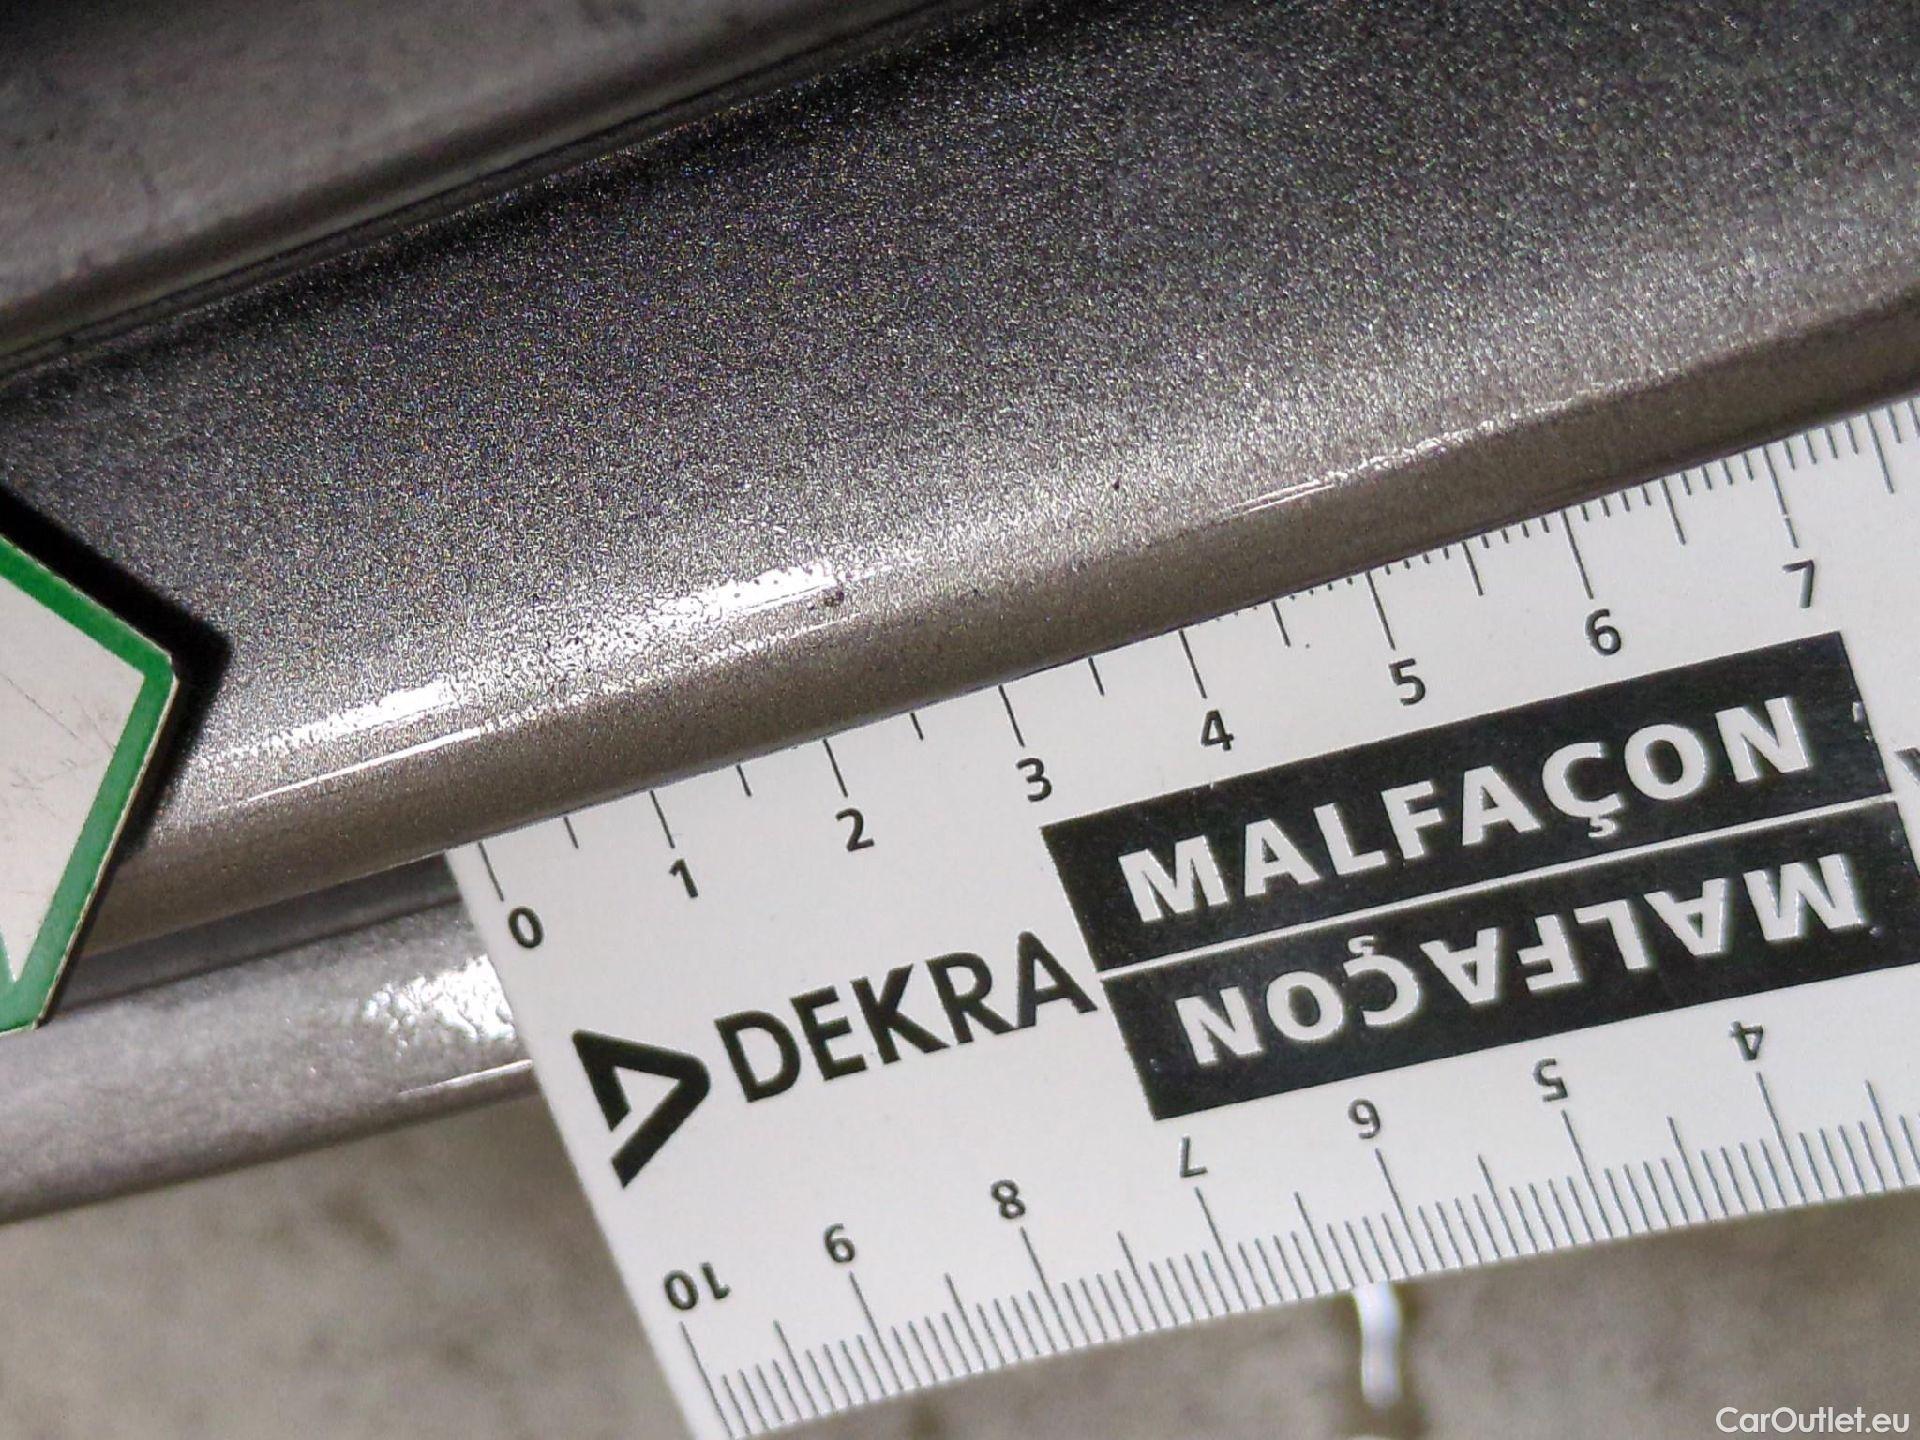 0 1 2 3 4 5 6 7
MALFAÇON
DEKRA
MALFAÇON
10 9 8 7 6 5 4
CarOutlet.eu